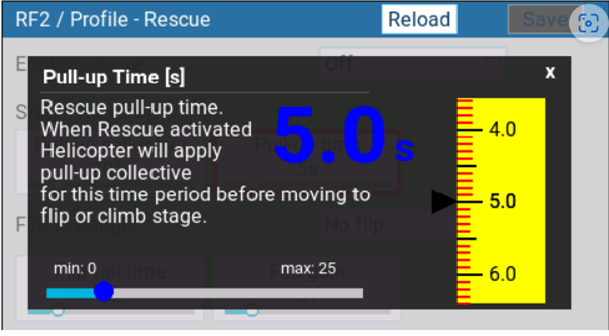 RF2 / Profile - Rescue
Reload
Save
Pull-up Time [s]
x
Off
Rescue pull-up time.
When Rescue activated
Helicopter will apply
pull-up collective
for this time period before moving to
flip or climb stage.
5.0 s
5s
4.0
5.0
6.0
No flip
min: 0
max: 25